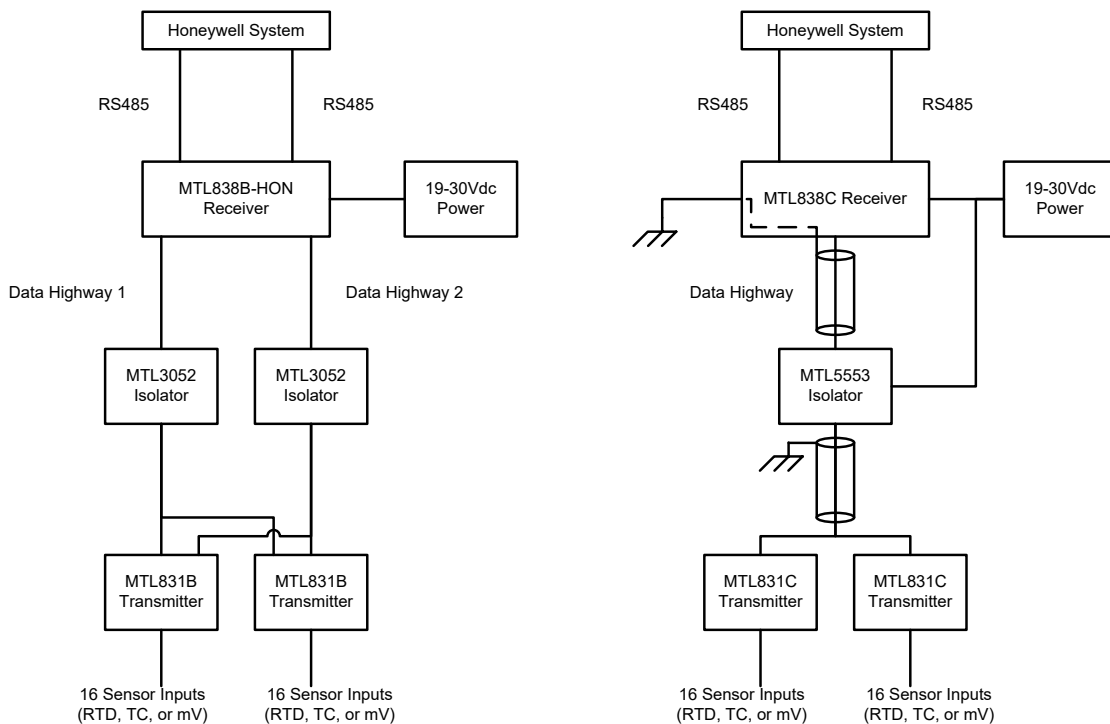 Honeywell System
RS485
RS485
MTL838B-HON
Receiver
19-30Vdc
Power
Data Highway 1
Data Highway 2
MTL3052
Isolator
MTL3052
Isolator
MTL831B
Transmitter
MTL831B
Transmitter
16 Sensor Inputs
(RTD, TC, or mV)
16 Sensor Inputs
(RTD, TC, or mV)
Honeywell System
RS485
RS485
MTL838C Receiver
19-30Vdc
Power
Data Highway
MTL5553
Isolator
MTL831C
Transmitter
MTL831C
Transmitter
16 Sensor Inputs
(RTD, TC, or mV)
16 Sensor Inputs
(RTD, TC, or mV)